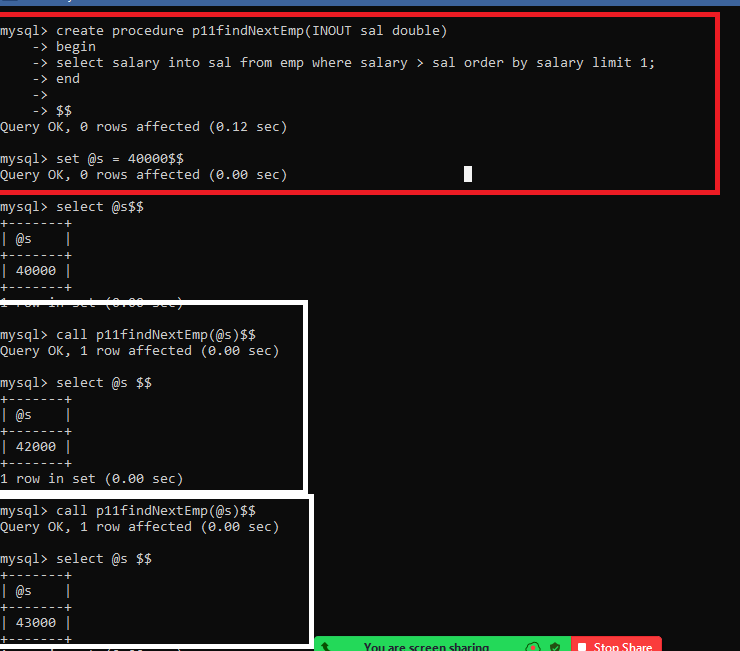 mysql> create procedure p11findNextEmp(INOUT sal double)
-> begin
-> select salary into sal from emp where salary > sal order by salary limit 1;
-> end
->
-> $$
Query OK, 0 rows affected (0.12 sec)
mysql> set @s = 40000$$
Query OK, 0 rows affected (0.00 sec)
mysql> select @s$$
+-------+
| @s    |
+-------+
| 40000 |
+-------+
1 row in set (0.00 sec)
mysql> call p11findNextEmp(@s)$$
Query OK, 1 row affected (0.00 sec)
mysql> select @s $$
+-------+
| @s    |
+-------+
| 42000 |
+-------+
1 row in set (0.00 sec)
mysql> call p11findNextEmp(@s)$$
Query OK, 1 row affected (0.00 sec)
mysql> select @s $$
+-------+
| @s    |
+-------+
| 43000 |
+-------+
You are screen sharing
Stop Share